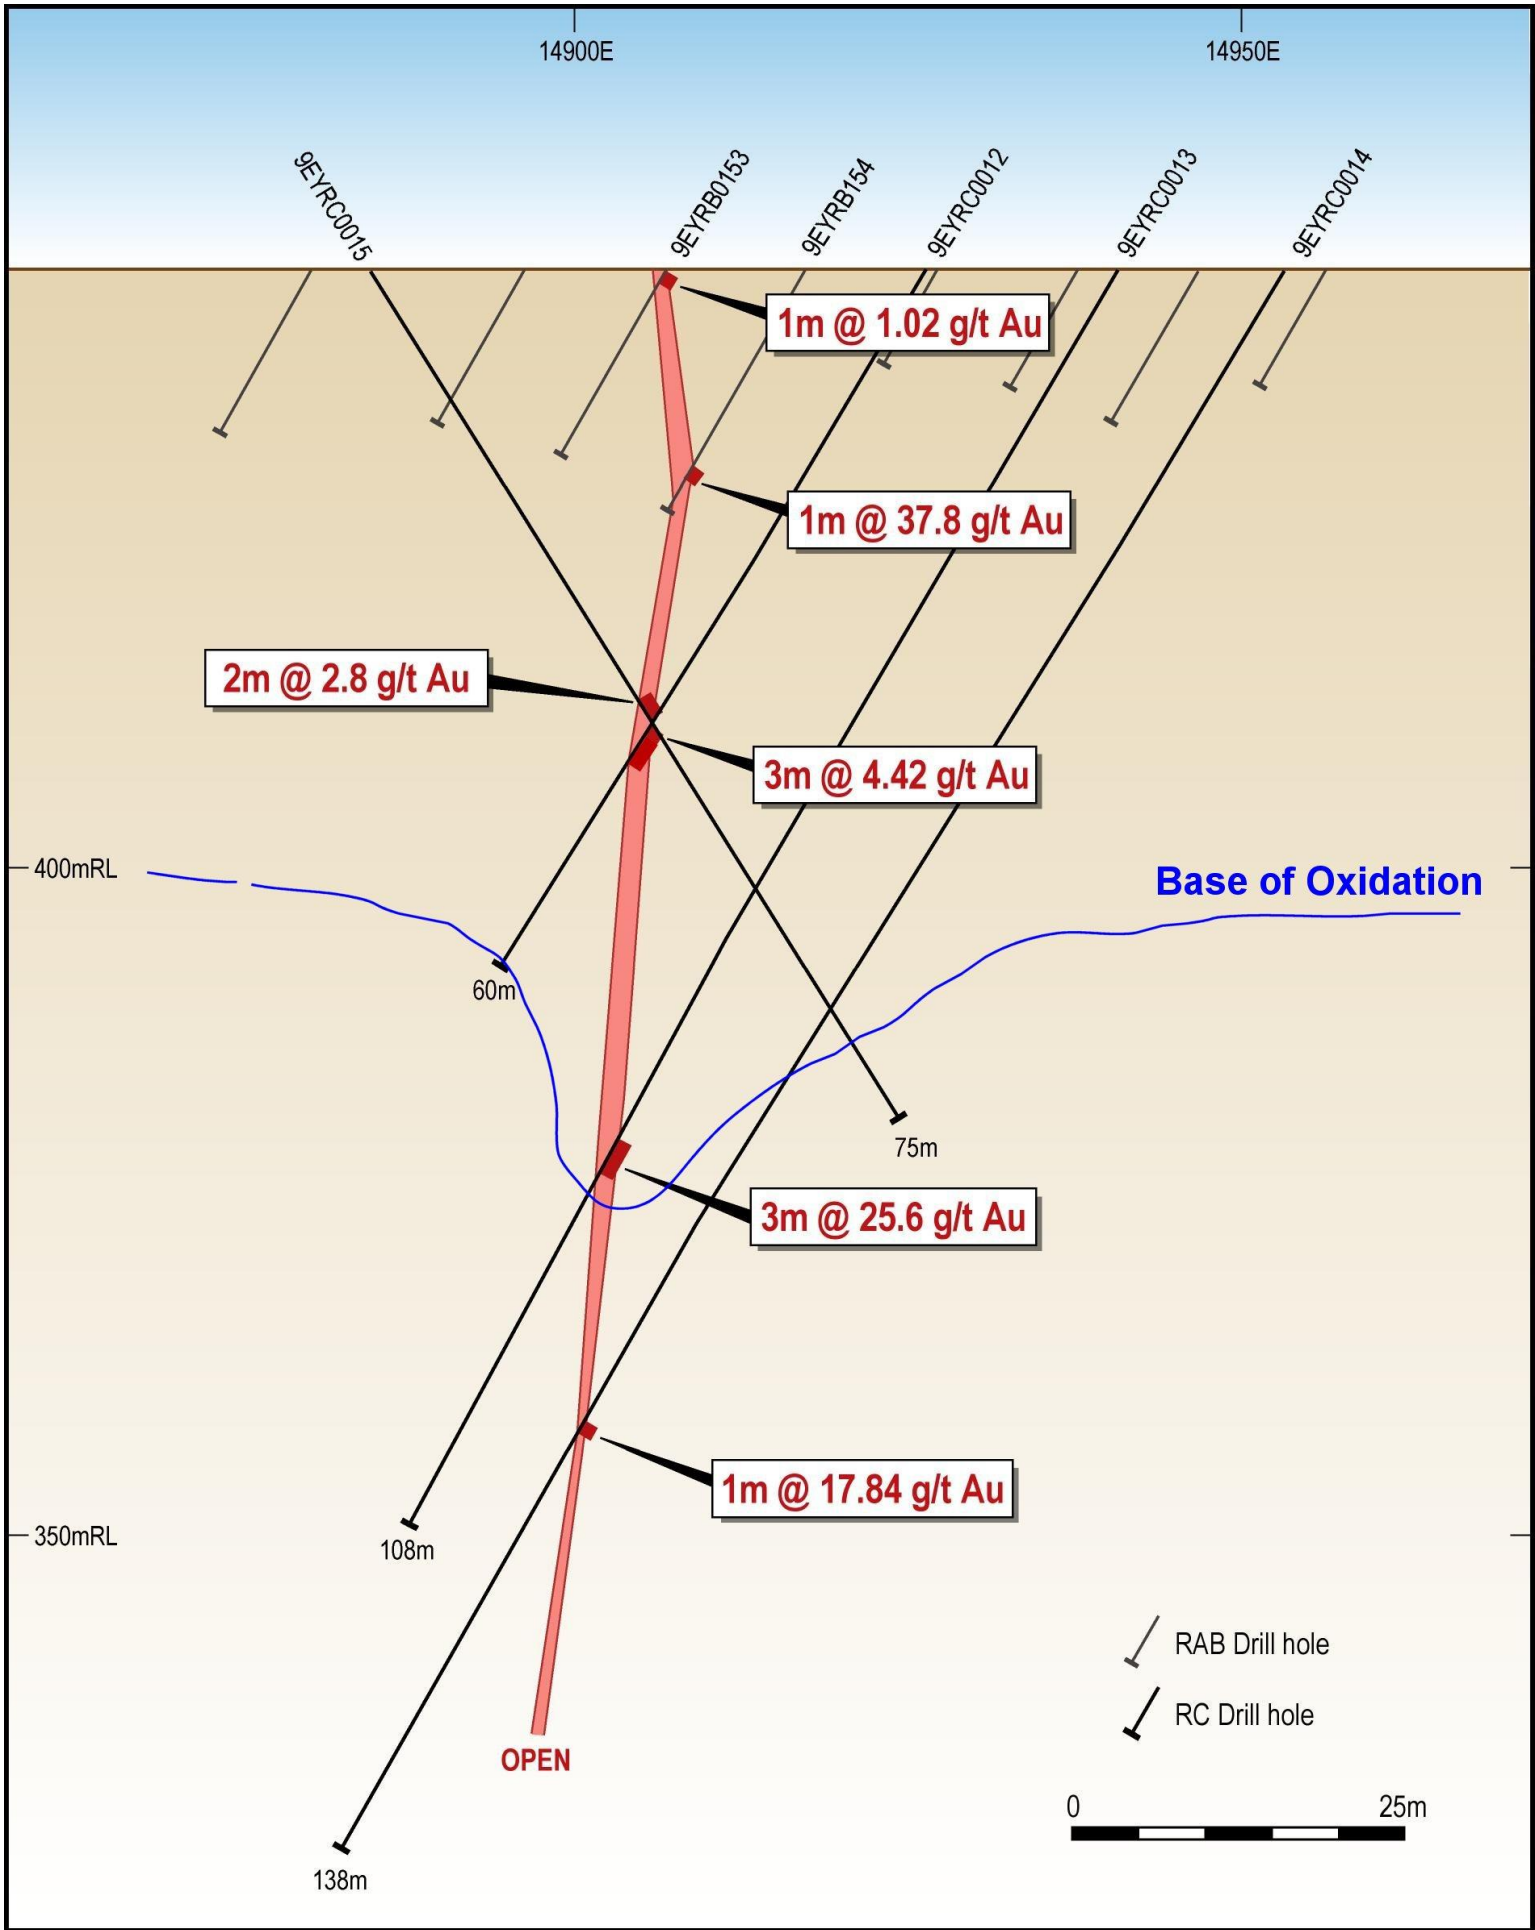 14900E
14950E
9EYRC0015
9EYRB0153
9EYRB154
9EYRC0012
9EYRC0013
9EYRC0014
1m @ 1.02 g/t Au
1m @ 37.8 g/t Au
2m @ 2.8 g/t Au
3m @ 4.42 g/t Au
400mRL
Base of Oxidation
60m
75m
3m @ 25.6 g/t Au
1m @ 17.84 g/t Au
350mRL
108m
RAB Drill hole
RC Drill hole
OPEN
0
25m
138m